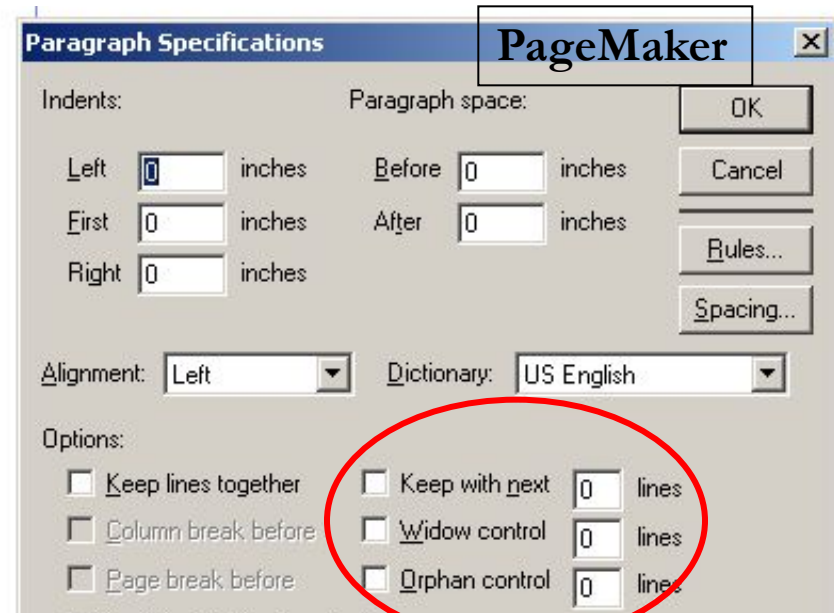 Paragraph Specifications
PageMaker
Indents:
Paragraph space:
OK
Left 0 inches
Before 0 inches
Cancel
First 0 inches
After 0 inches
Rules...
Right 0 inches
Spacing...
Alignment: Left
Dictionary: US English
Options:
Keep lines together
Keep with next 0 lines
Column break before
Widow control 0 lines
Page break before
Orphan control 0 lines